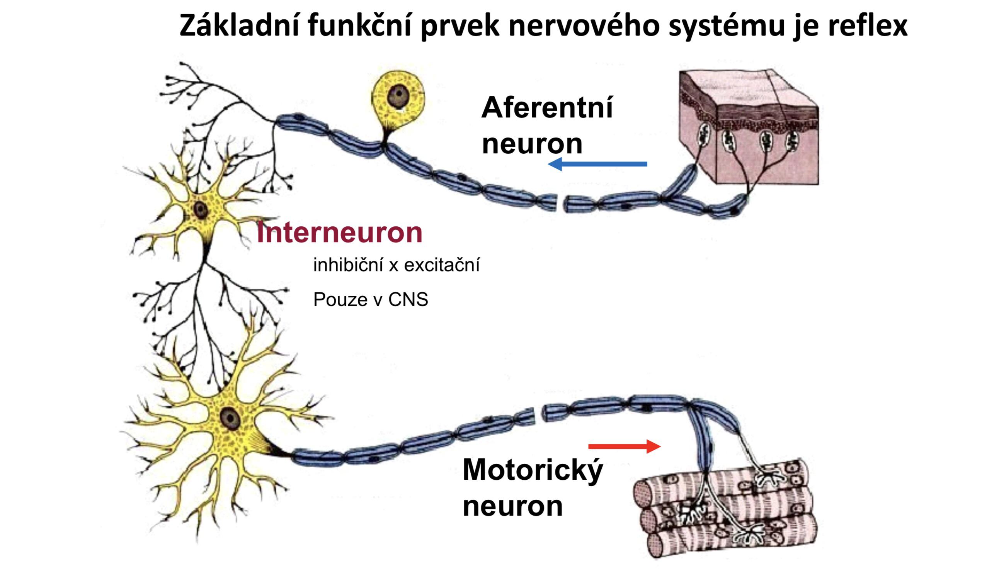 Základní funkční prvek nervového systému je reflex
Aferentní
neuron
Interneuron
inhibiční x excitační
Pouze v CNS
Motorický
neuron